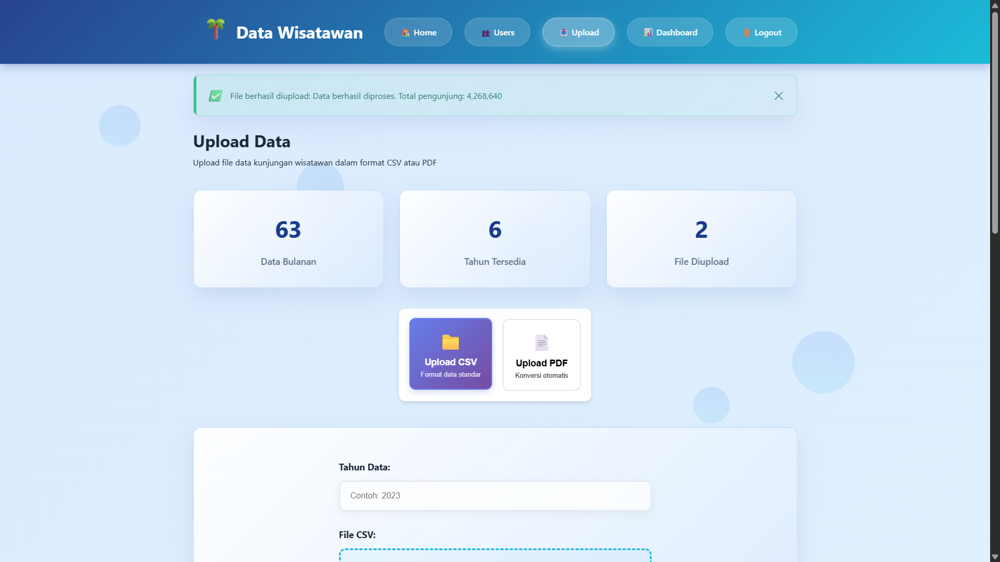 Data Wisatawan
Home
Users
Upload
Dashboard
Logout
File berhasil diupload: Data berhasil diproses. Total pengunjung: 4,268,640
Upload Data
Upload file data kunjungan wisatawan dalam format CSV atau PDF
63
Data Bulanan
6
Tahun Tersedia
2
File Diupload
Upload CSV
Format data standar
Upload PDF
Konversi otomatis
Tahun Data:
Contoh: 2023
File CSV: